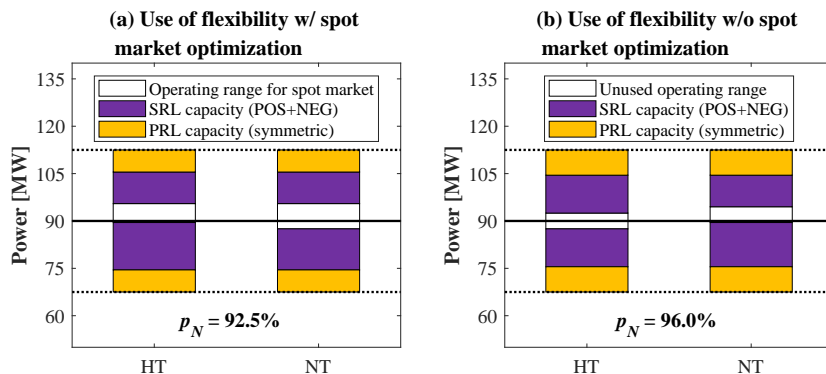 (a) Use of flexibility w/ spot
market optimization
135
120
105
90
75
60
Power [MW]
Operating range for spot market
SRL capacity (POS+NEG)
PRL capacity (symmetric)
p_N = 92.5%
HT NT
(b) Use of flexibility w/o spot
market optimization
135
120
105
90
75
60
Power [MW]
Unused operating range
SRL capacity (POS+NEG)
PRL capacity (symmetric)
p_N = 96.0%
HT NT